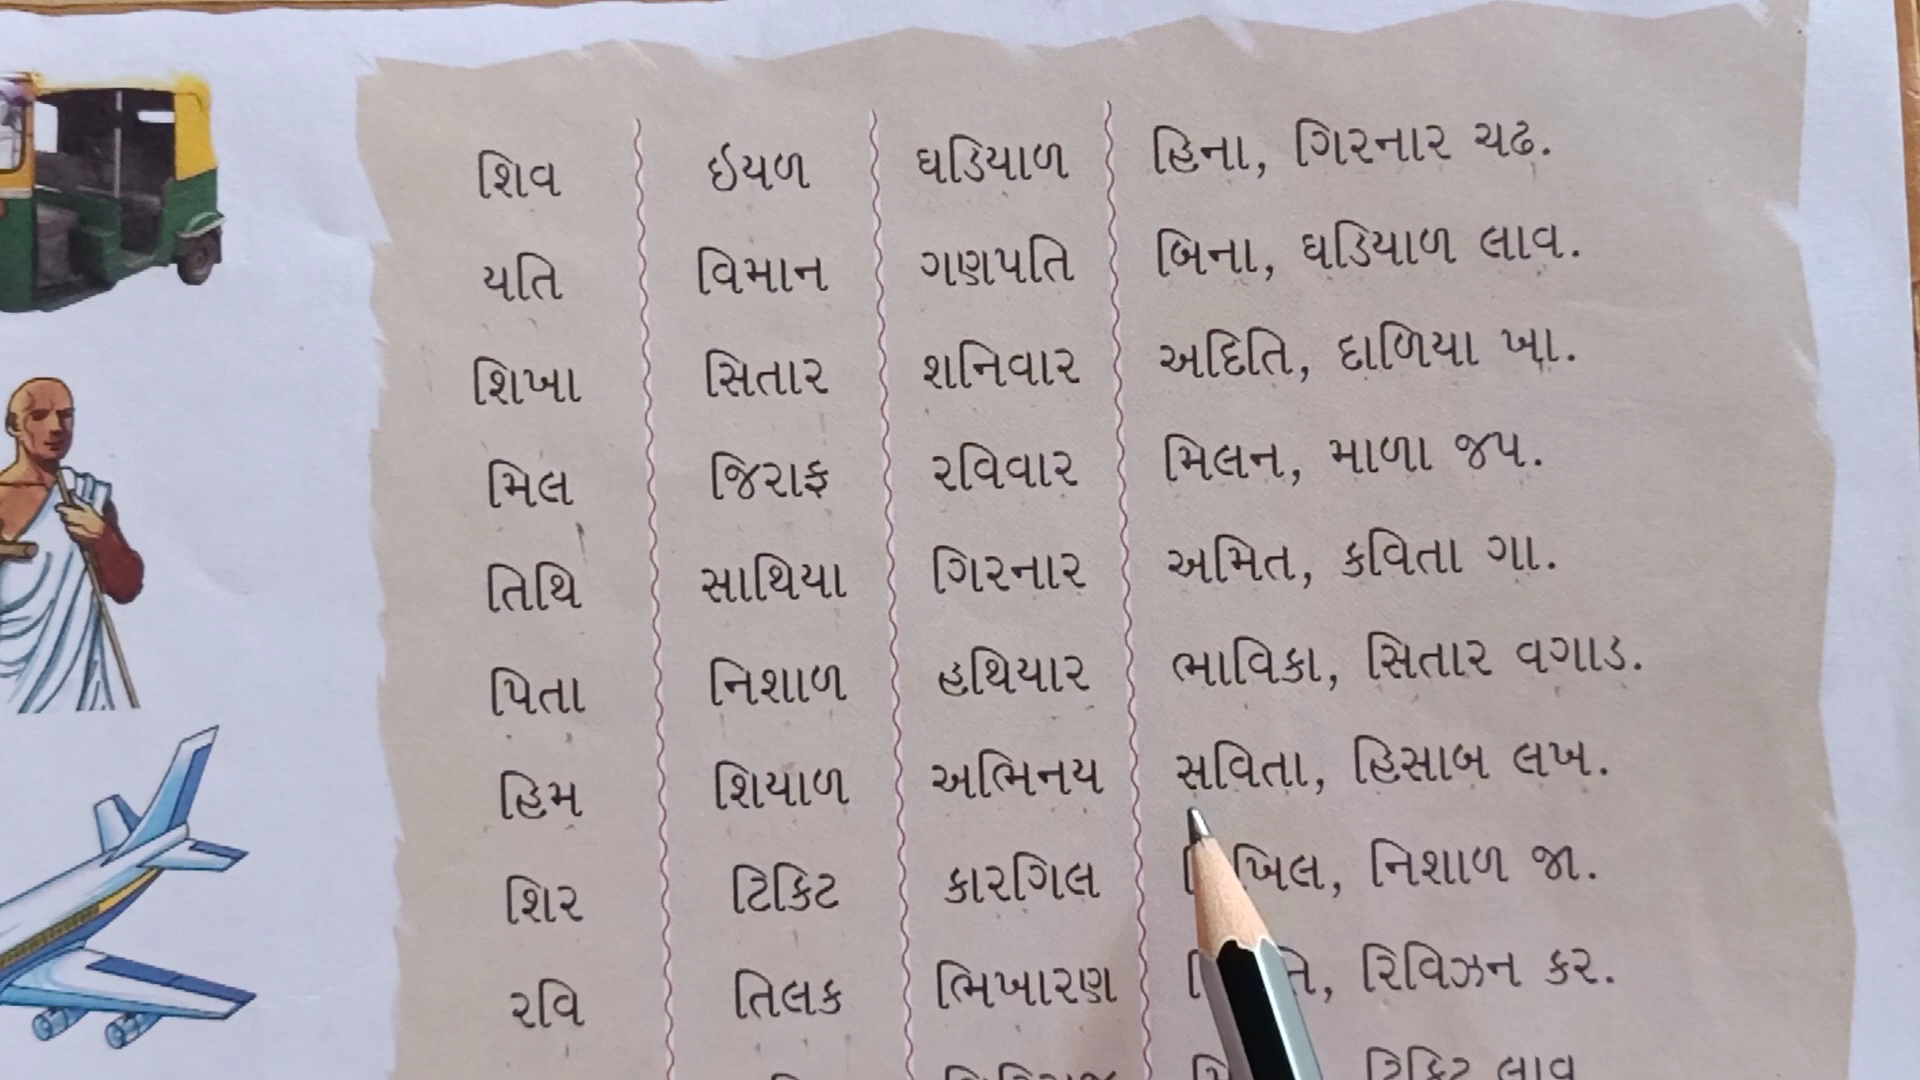 શિવ ઇયળ ઘડિયાળ હિના, ગિરનાર ચઢ.
યતિ વિમાન ગણપતિ બિના, ઘડિયાળ લાવ.
શિખા સિતાર શનિવાર અદિતિ, દાળિયા ખા.
મિલ જિરાફ રવિવાર મિલન, માળા જપ.
તિથિ સાથિયા ગિરનાર અમિત, કવિતા ગા.
પિતા નિશાળ હથિયાર ભાવિકા, સિતાર વગાડ.
હિમ શિયાળ અભિનય સવિતા, હિસાબ લખ.
શિર ટિકિટ કારગિલ નિશાળ જા.
રવિ તિલક ભિખારણ રિવિઝન કર.
ટિકિટ લાવ